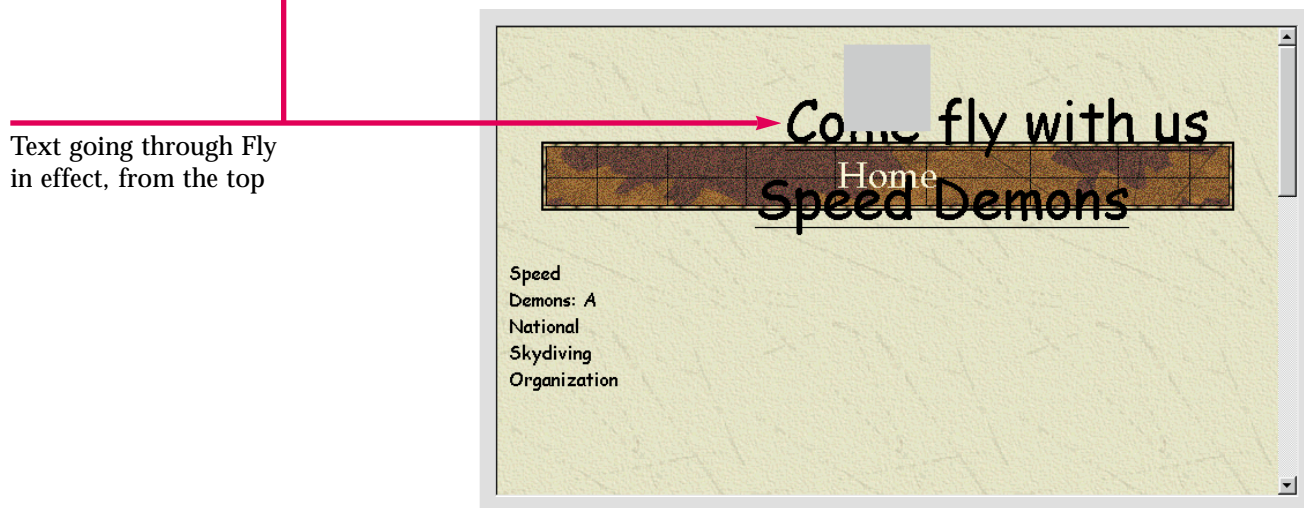 Text going through Fly
in effect, from the top
Come fly with us
Home
Speed Demons
Speed
Demons: A
National
Skydiving
Organization